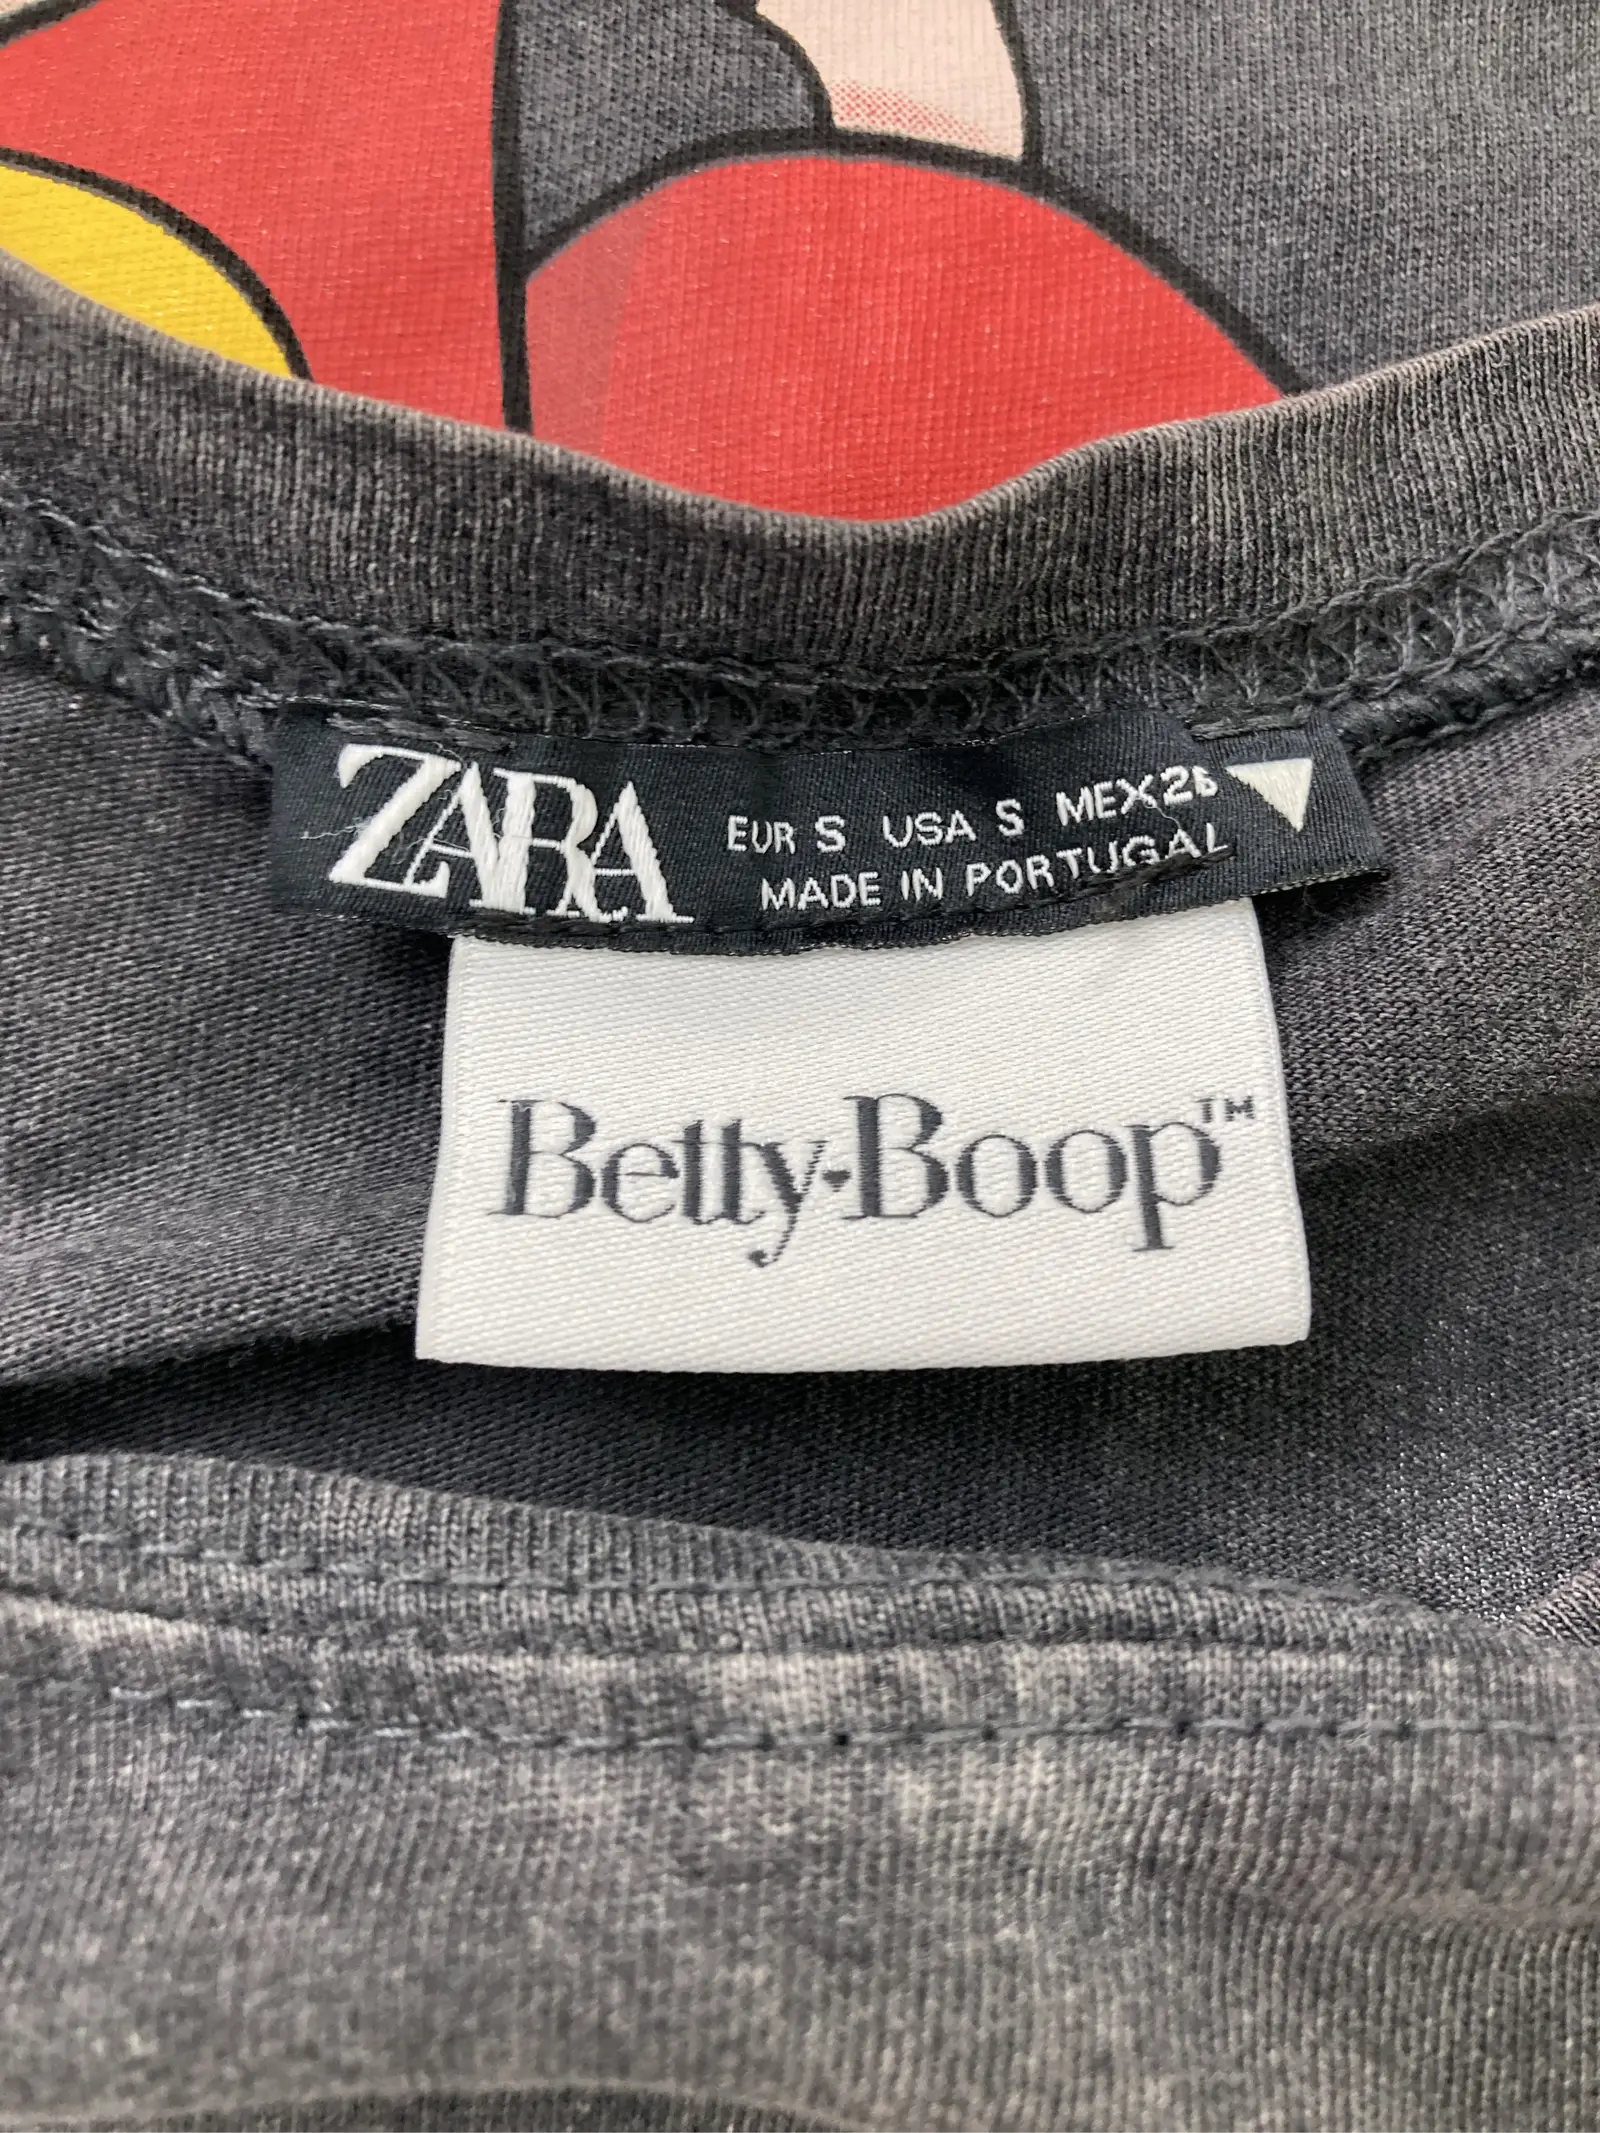 ZARA
EUR S USA S MEX 26
MADE IN PORTUGAL
Betty Boop™